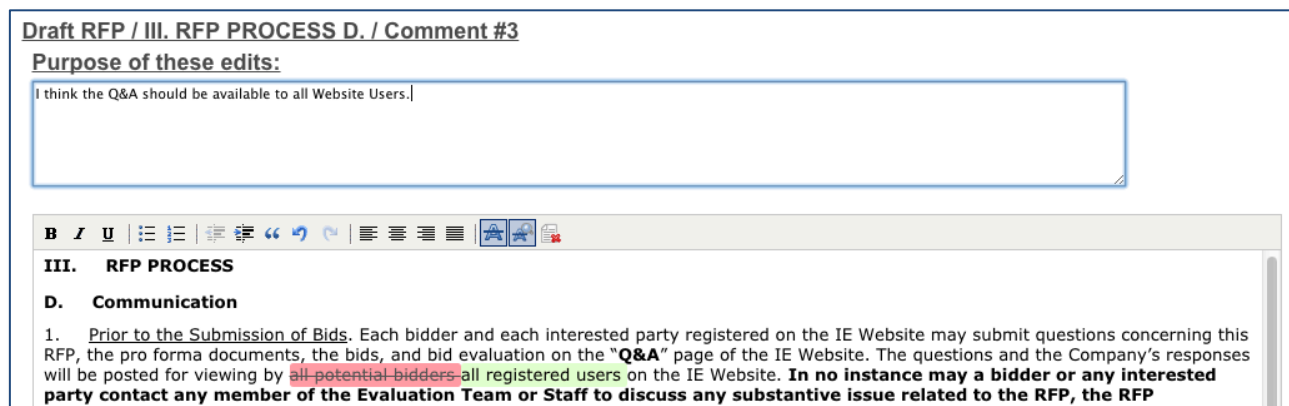 Draft RFP / III. RFP PROCESS D. / Comment #3
Purpose of these edits:
I think the Q&A should be available to all Website Users.
B I U
III. RFP PROCESS
D. Communication
1. Prior to the Submission of Bids. Each bidder and each interested party registered on the IE Website may submit questions concerning this
RFP, the pro forma documents, the bids, and bid evaluation on the “Q&A” page of the IE Website. The questions and the Company’s responses
will be posted for viewing by all potential bidders all registered users on the IE Website. In no instance may a bidder or any interested
party contact any member of the Evaluation Team or Staff to discuss any substantive issue related to the RFP, the RFP